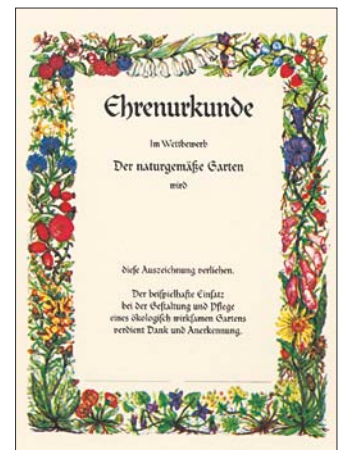 Ehrenurkunde
Im Wettbewerb
Der naturgemäße Garten
wird
diese Auszeichnung verliehen.
Der beispielhafte Einsatz
bei der Gestaltung und Pflege
eines ökologisch wirksamen Gartens
verdient Dank und Anerkennung.